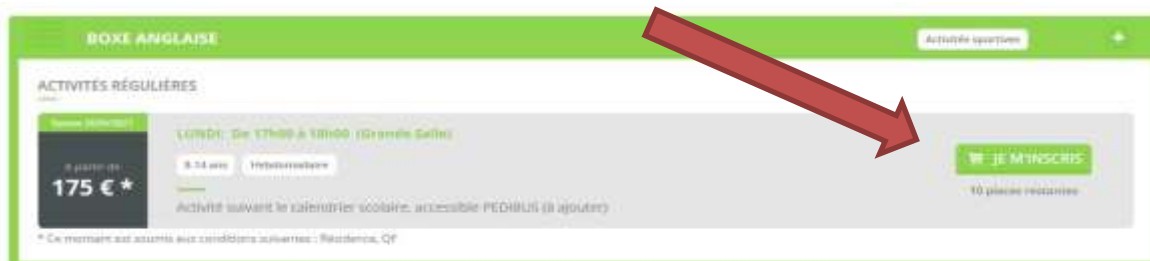 BOXE ANGLAISE
Activités sportives
+
ACTIVITÉS RÉGULIÈRES
LUNDI: De 17h00 à 18h00 (Grande Salle)
À partir de
8-14 ans
Hebdomadaire
175 € *
JE M'INSCRIS
10 places restantes
Activité suivant le calendrier scolaire, accessible PEDIBUS (à ajouter)
* Ce montant est soumis aux conditions suivantes : Résidence, QF